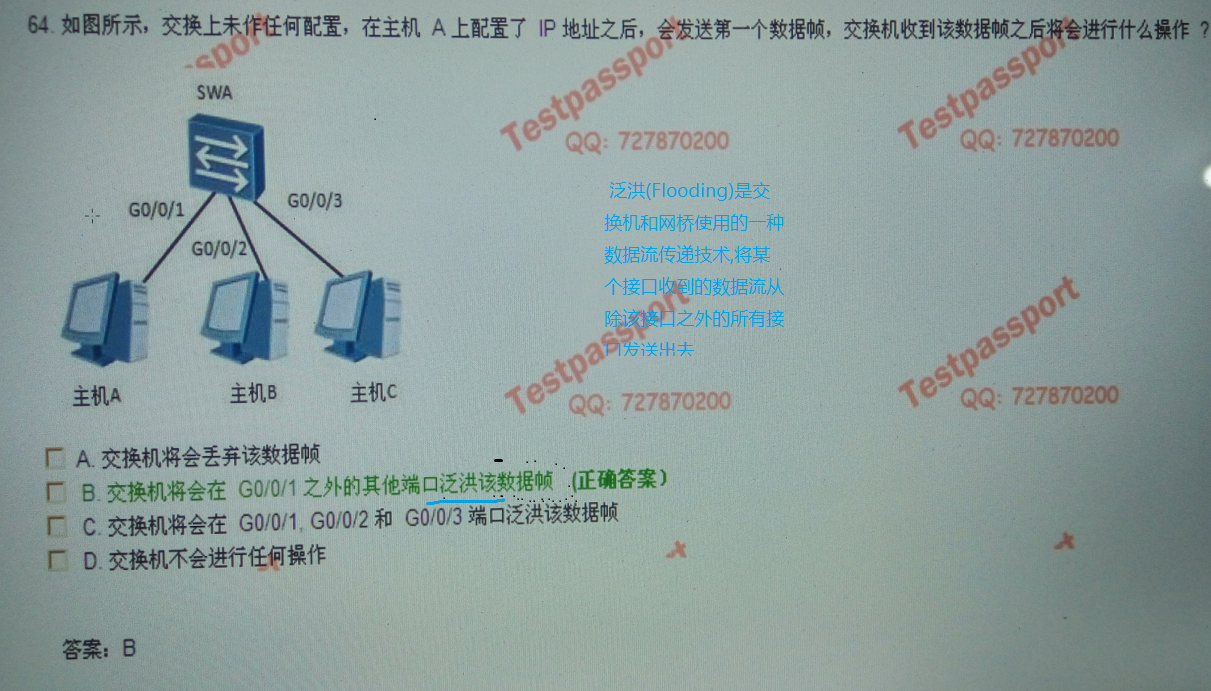 64. 如图所示，交换上未作任何配置，在主机 A 上配置了 IP 地址之后，会发送第一个数据帧，交换机收到该数据帧之后将会进行什么操作 ?
sport
Testpassport
QQ: 727870200
Testpassport
QQ: 727870200
SWA
G0/0/1
G0/0/2
G0/0/3
泛洪(Flooding)是交
换机和网桥使用的一种
数据流传递技术,将某
个接口收到的数据流从
除该接口之外的所有接
口发送出去
Testpassport
QQ: 727870200
Testpassport
QQ: 727870200
主机A
主机B
主机C
A. 交换机将会丢弃该数据帧
B. 交换机将会在 G0/0/1 之外的其他端口泛洪该数据帧 (正确答案）
C. 交换机将会在 G0/0/1, G0/0/2 和 G0/0/3 端口泛洪该数据帧
D. 交换机不会进行任何操作
答案：B